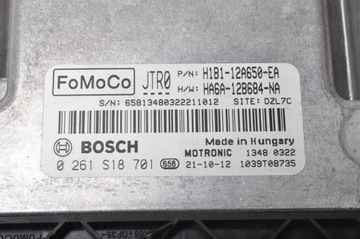 FoMoCo JTR0 P/N: H1B1-12A650-EA
H/W: HA6A-12B684-NA
S/N: 65813480322211012 SITE: DZL7C
BOSCH Made in Hungary
MOTRONIC 1348 0322
0 261 S18 701 658 21-10-12 1039T08735